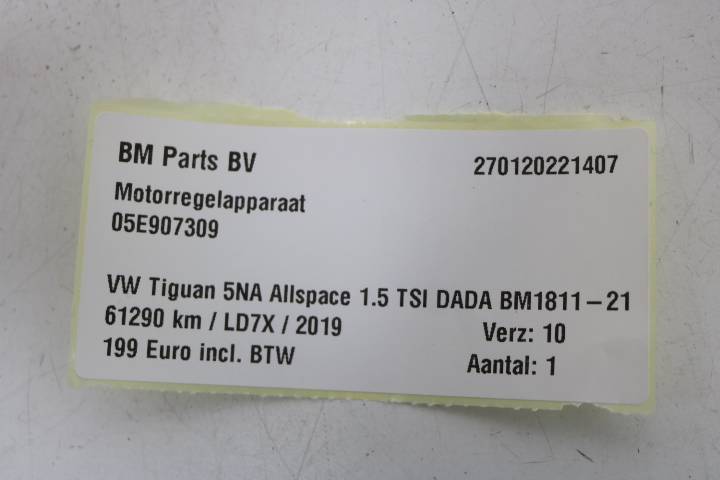 BM Parts BV 270120221407
Motorregelapparaat
05E907309
VW Tiguan 5NA Allspace 1.5 TSI DADA BM1811-21
61290 km / LD7X / 2019 Verz: 10
199 Euro incl. BTW Aantal: 1